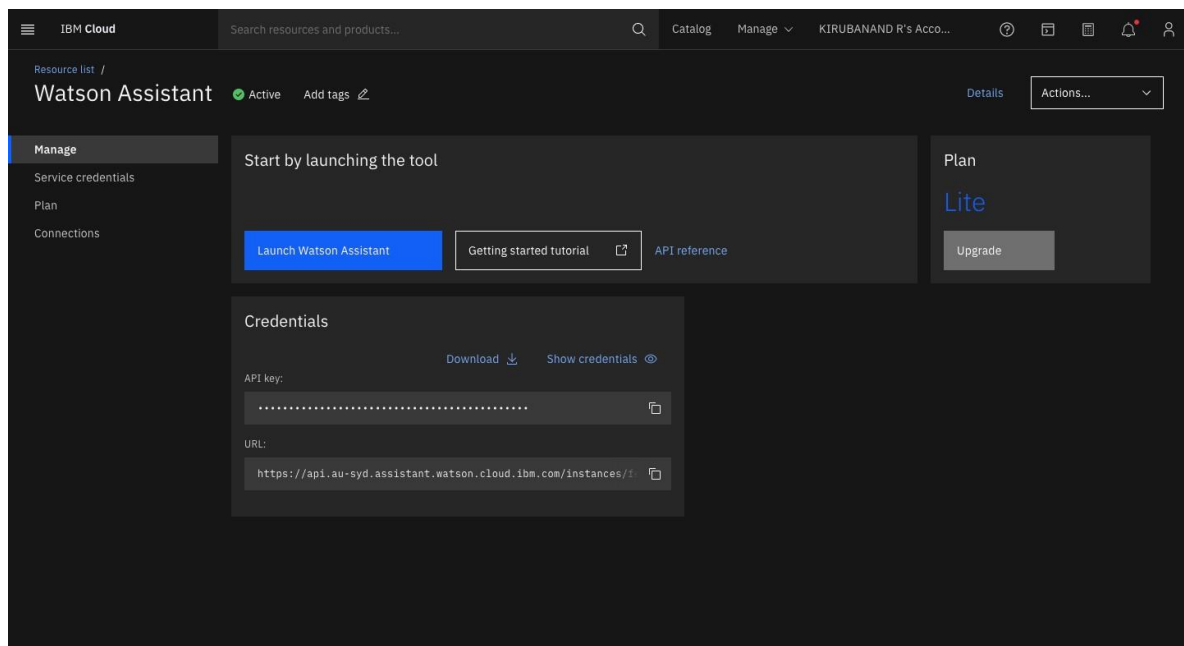 IBM Cloud
Search resources and products...
Catalog
Manage
KIRUBANAND R's Acco...
Resource list /
Watson Assistant
Active
Add tags
Details
Actions...
Manage
Service credentials
Plan
Connections
Start by launching the tool
Launch Watson Assistant
Getting started tutorial
API reference
Plan
Lite
Upgrade
Credentials
Download
Show credentials
API key:
............................................
URL:
https://api.au-syd.assistant.watson.cloud.ibm.com/instances/